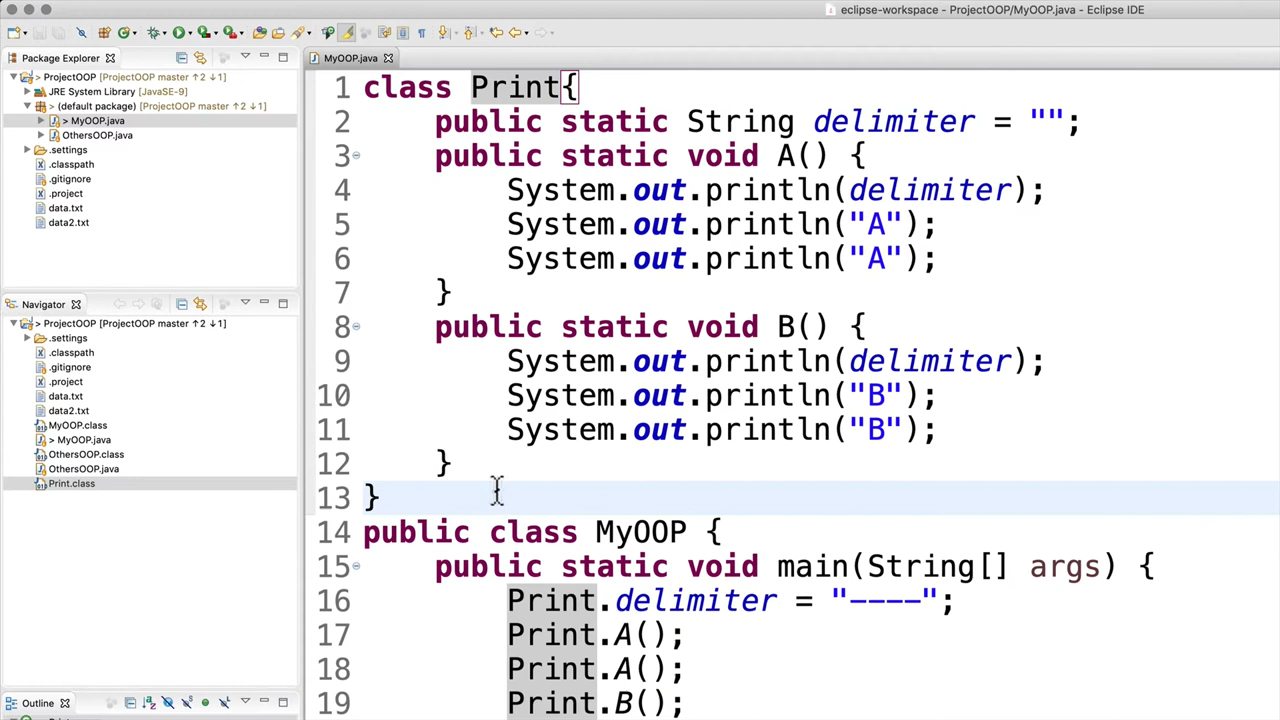 eclipse-workspace - ProjectOOP/MyOOP.java - Eclipse IDE
Package Explorer
> ProjectOOP [ProjectOOP master ↑2 ↓1]
JRE System Library [JavaSE-9]
> (default package) [ProjectOOP master ↑2 ↓1]
> MyOOP.java
OthersOOP.java
.settings
.classpath
.gitignore
.project
data.txt
data2.txt
Navigator
> ProjectOOP [ProjectOOP master ↑2 ↓1]
.settings
.classpath
.gitignore
.project
data.txt
data2.txt
MyOOP.class
> MyOOP.java
OthersOOP.class
OthersOOP.java
Print.class
Outline
MyOOP.java
1 class Print{
2 public static String delimiter = "";
3 public static void A() {
4 System.out.println(delimiter);
5 System.out.println("A");
6 System.out.println("A");
7 }
8 public static void B() {
9 System.out.println(delimiter);
10 System.out.println("B");
11 System.out.println("B");
12 }
13 }
14 public class MyOOP {
15 public static void main(String[] args) {
16 Print.delimiter = "----";
17 Print.A();
18 Print.A();
19 Print.B();